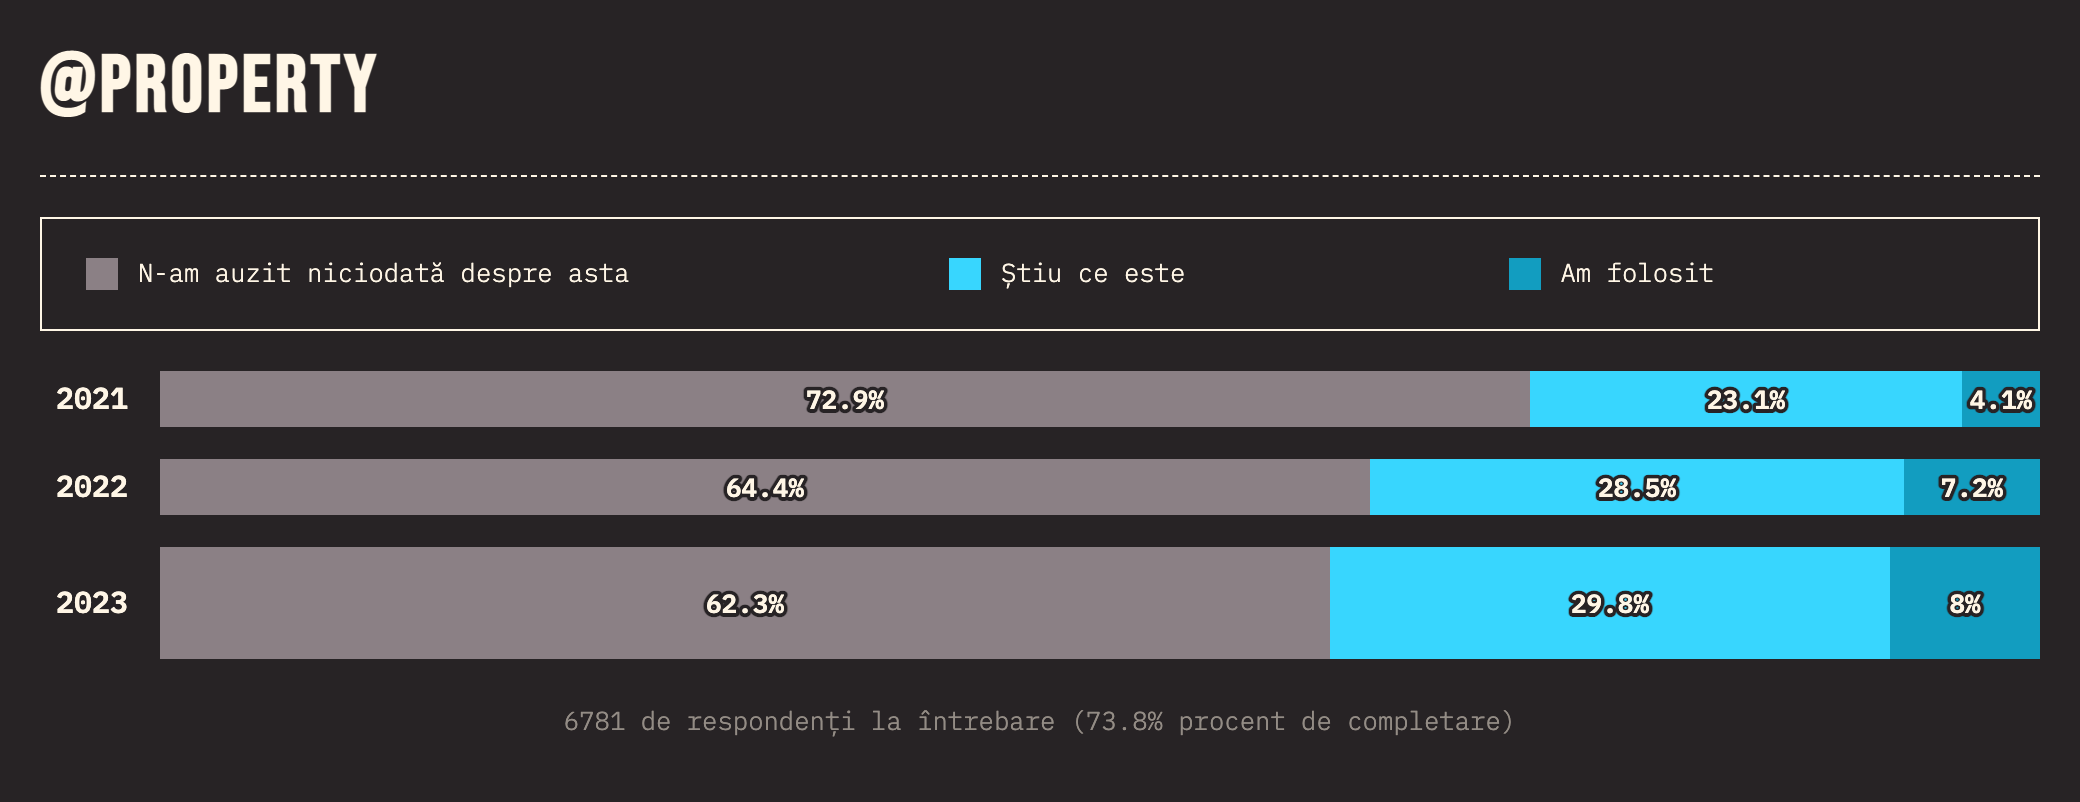 @PROPERTY
N-am auzit niciodată despre asta
Știu ce este
Am folosit
2021 72.9% 23.1% 4.1%
2022 64.4% 28.5% 7.2%
2023 62.3% 29.8% 8%
6781 de respondenți la întrebare (73.8% procent de completare)